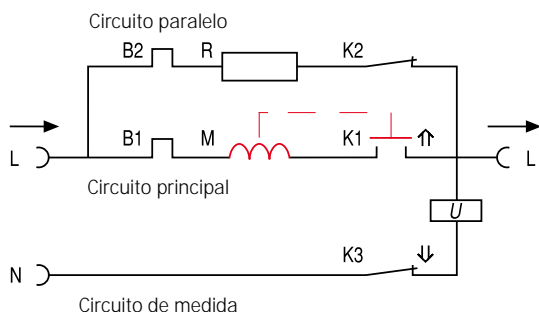 Circuito paralelo
B2 R K2
B1 M K1
L L
Circuito principal
U
K3
N
Circuito de medida